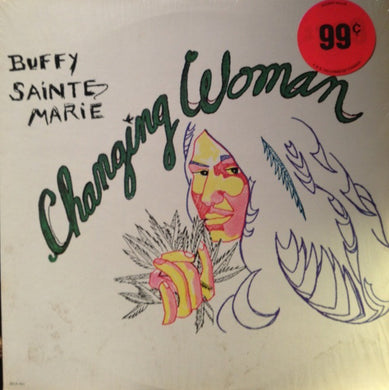 BUFFY
SAINTE
MARIE
Changing Woman
99¢